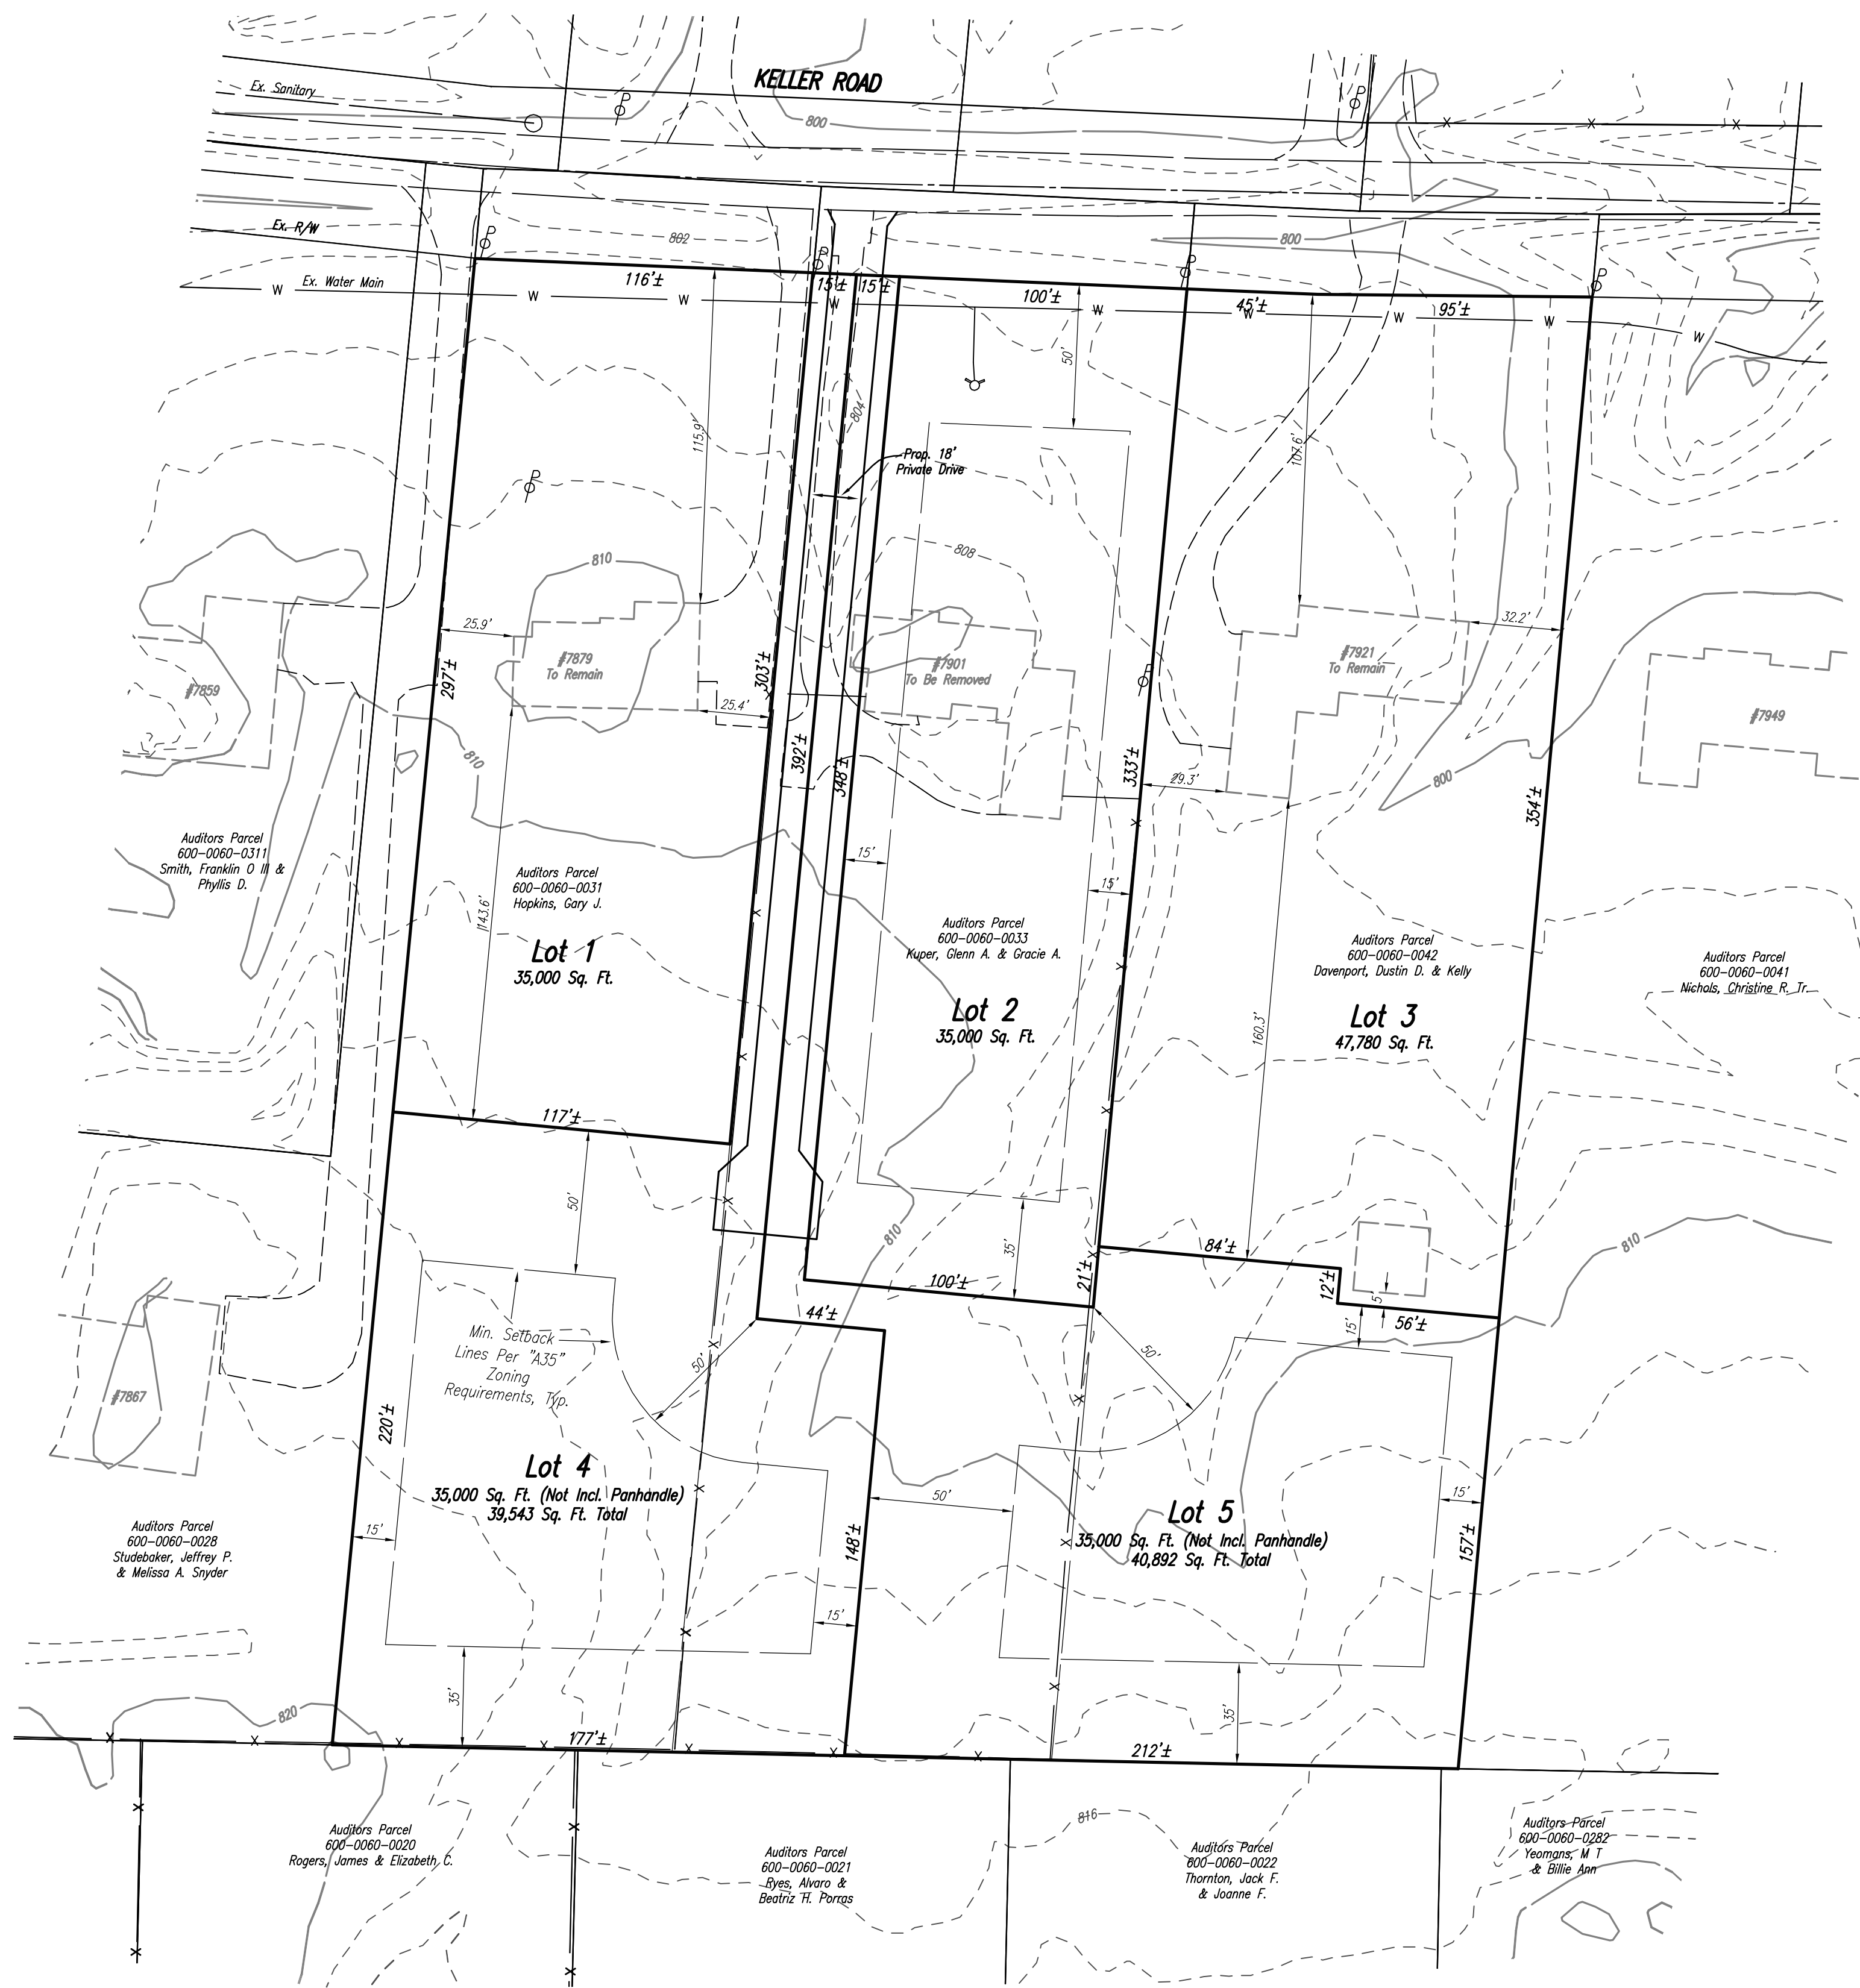 KELLER ROAD
Ex. Sanitary
800
Ex. R/W
802
800
Ex. Water Main
W
W
W
W
W
W
W
W
W
116'±
15'±
15'±
100'±
45'±
95'±
50'
115.9'
804
107.6'
Prop. 18'
Private Drive
808
810
25.9'
32.2'
#7859
#7879
To Remain
#7901
To Be Removed
#7921
To Remain
#7949
297'±
303'±
25.4'
392'±
348'±
333'±
29.3'
354'±
810
800
Auditors Parcel
600-0060-0311
Smith, Franklin O III &
Phyllis D.
Auditors Parcel
600-0060-0031
Hopkins, Gary J.
15'
15'
143.6'
Lot 1
35,000 Sq. Ft.
Auditors Parcel
600-0060-0033
Kuper, Glenn A. & Gracie A.
Lot 2
35,000 Sq. Ft.
Auditors Parcel
600-0060-0042
Davenport, Dustin D. & Kelly
Lot 3
47,780 Sq. Ft.
Auditors Parcel
600-0060-0041
Nichols, Christine R. Tr.
160.3'
117'±
50'
810
35'
84'±
21'±
12'±
5'
56'±
15'
810
100'±
44'±
Min. Setback
Lines Per "A35"
Zoning
Requirements, Typ.
50'
50'
#7867
220'±
Lot 4
35,000 Sq. Ft. (Not Incl. Panhandle)
39,543 Sq. Ft. Total
50'
15'
Lot 5
35,000 Sq. Ft. (Not Incl. Panhandle)
40,892 Sq. Ft. Total
15'
148'±
157'±
Auditors Parcel
600-0060-0028
Studebaker, Jeffrey P.
& Melissa A. Snyder
15'
35'
35'
820
177'±
212'±
816
Auditors Parcel
600-0060-0020
Rogers, James & Elizabeth C.
Auditors Parcel
600-0060-0021
Ryes, Alvaro &
Beatriz H. Porras
Auditors Parcel
600-0060-0022
Thornton, Jack F.
& Joanne F.
Auditors Parcel
600-0060-0282
Yeomans, M T
& Billie Ann